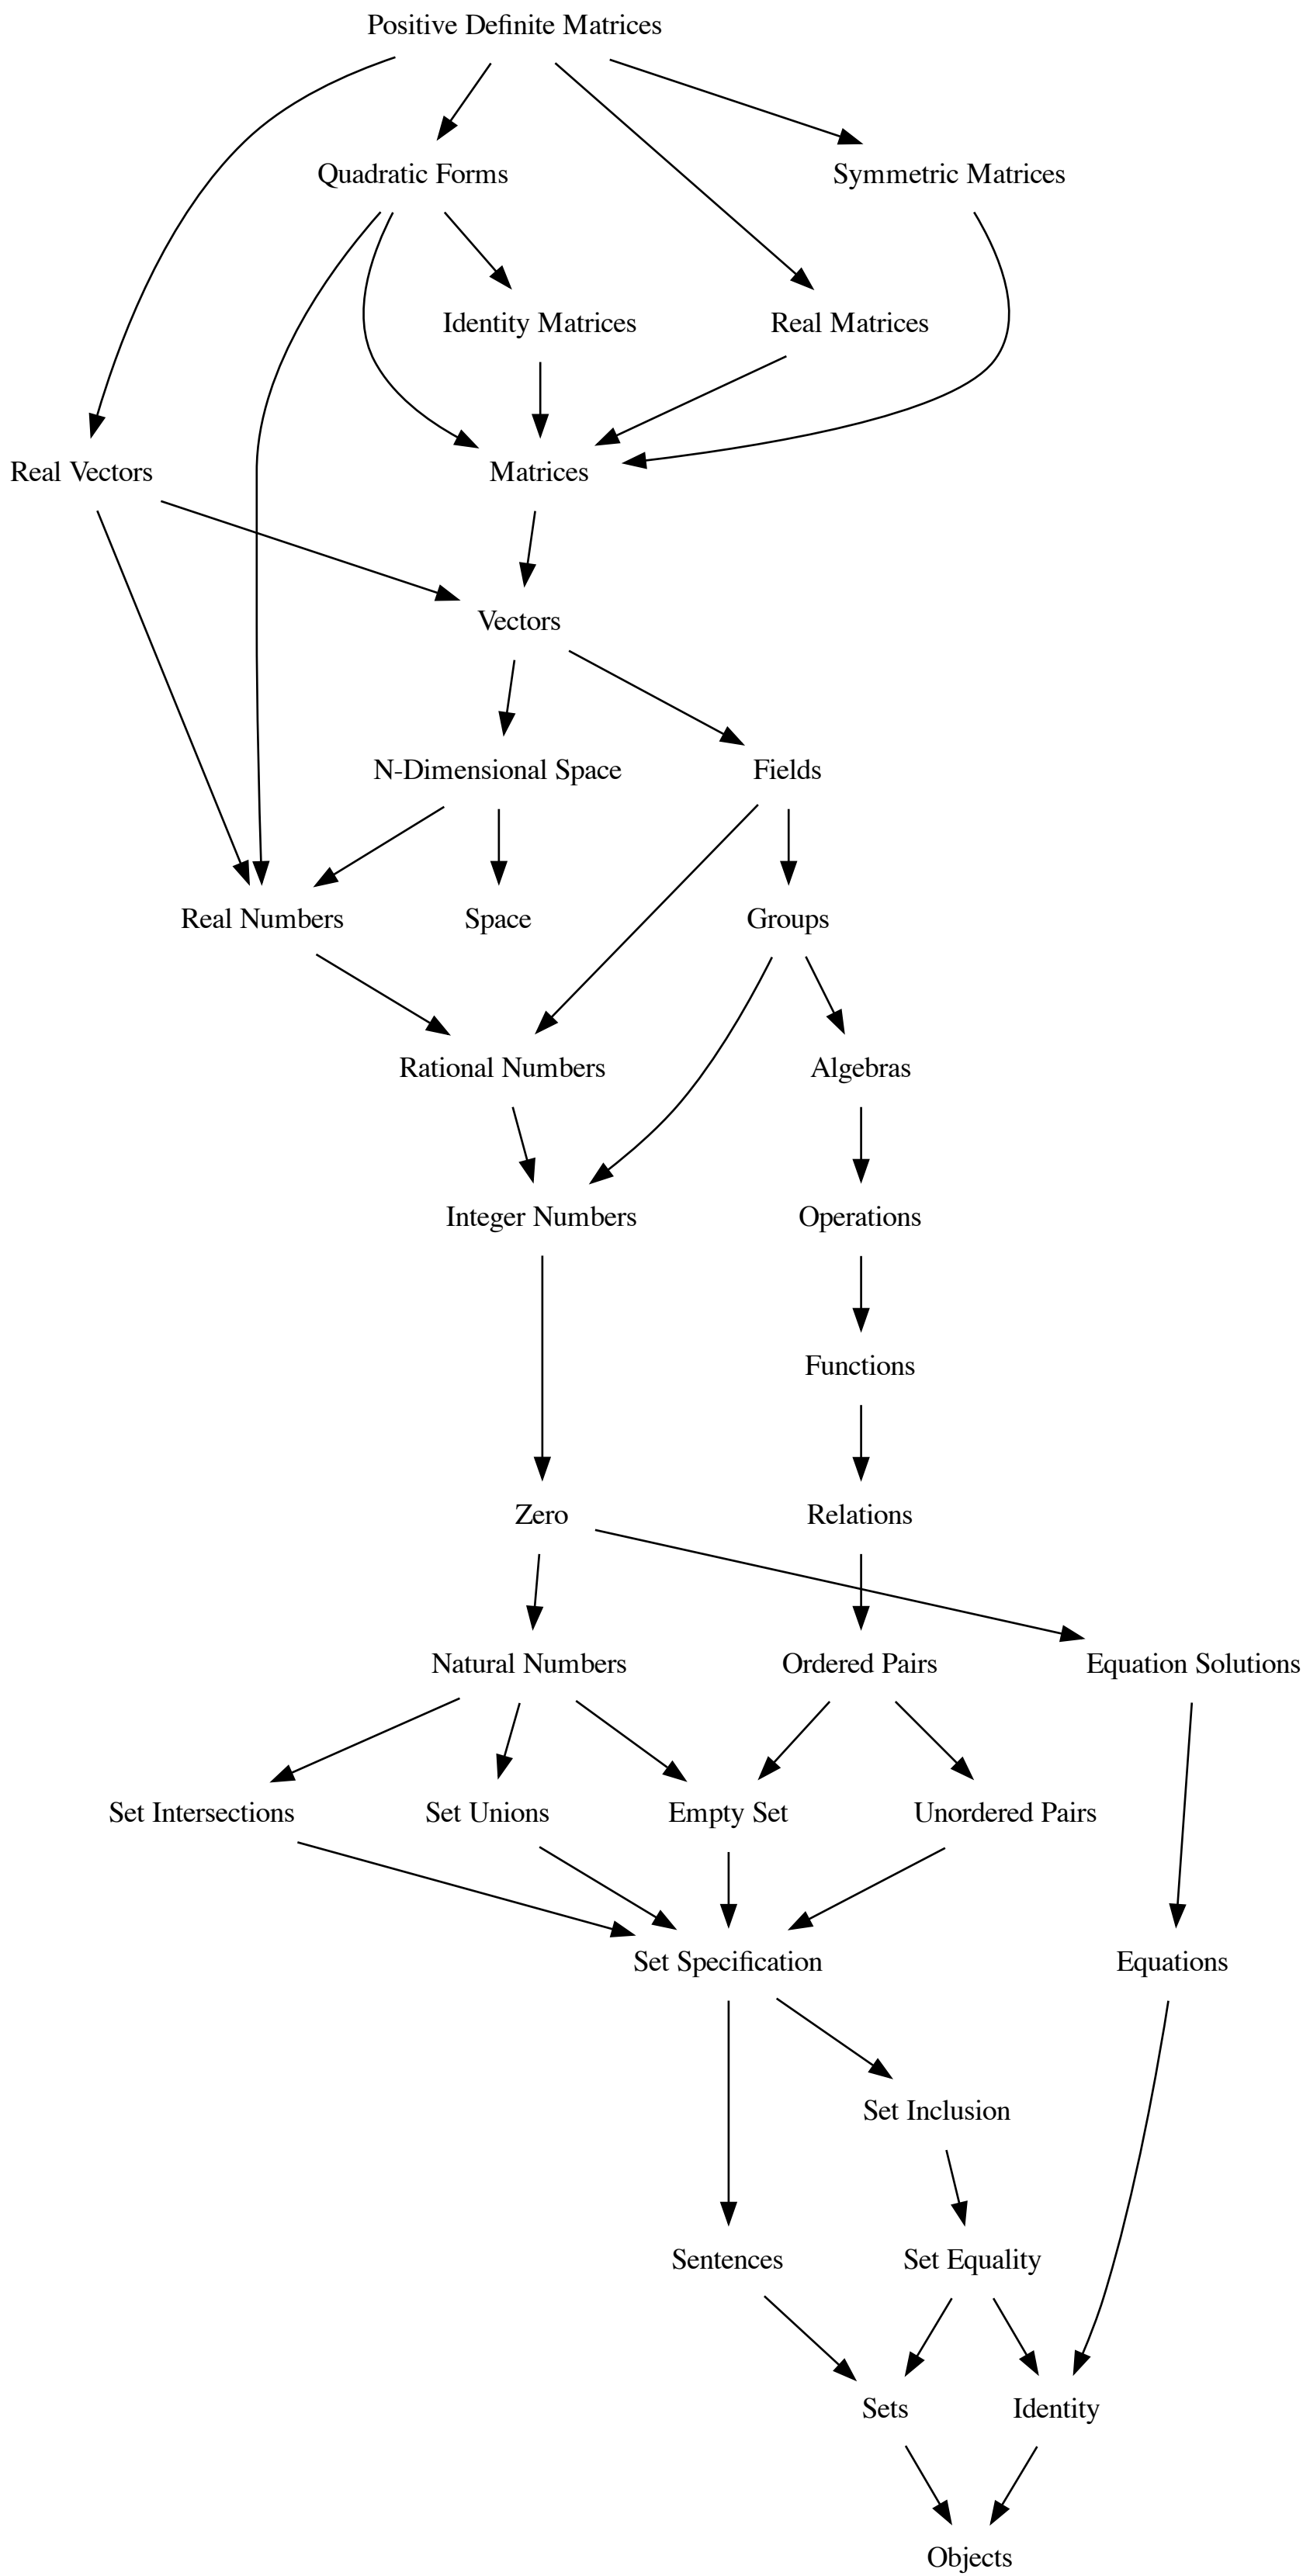 Positive Definite Matrices
Quadratic Forms
Symmetric Matrices
Identity Matrices
Real Matrices
Real Vectors
Matrices
Vectors
N-Dimensional Space
Fields
Real Numbers
Space
Groups
Rational Numbers
Algebras
Integer Numbers
Operations
Functions
Zero
Relations
Natural Numbers
Ordered Pairs
Equation Solutions
Set Intersections
Set Unions
Empty Set
Unordered Pairs
Set Specification
Equations
Set Inclusion
Sentences
Set Equality
Sets
Identity
Objects